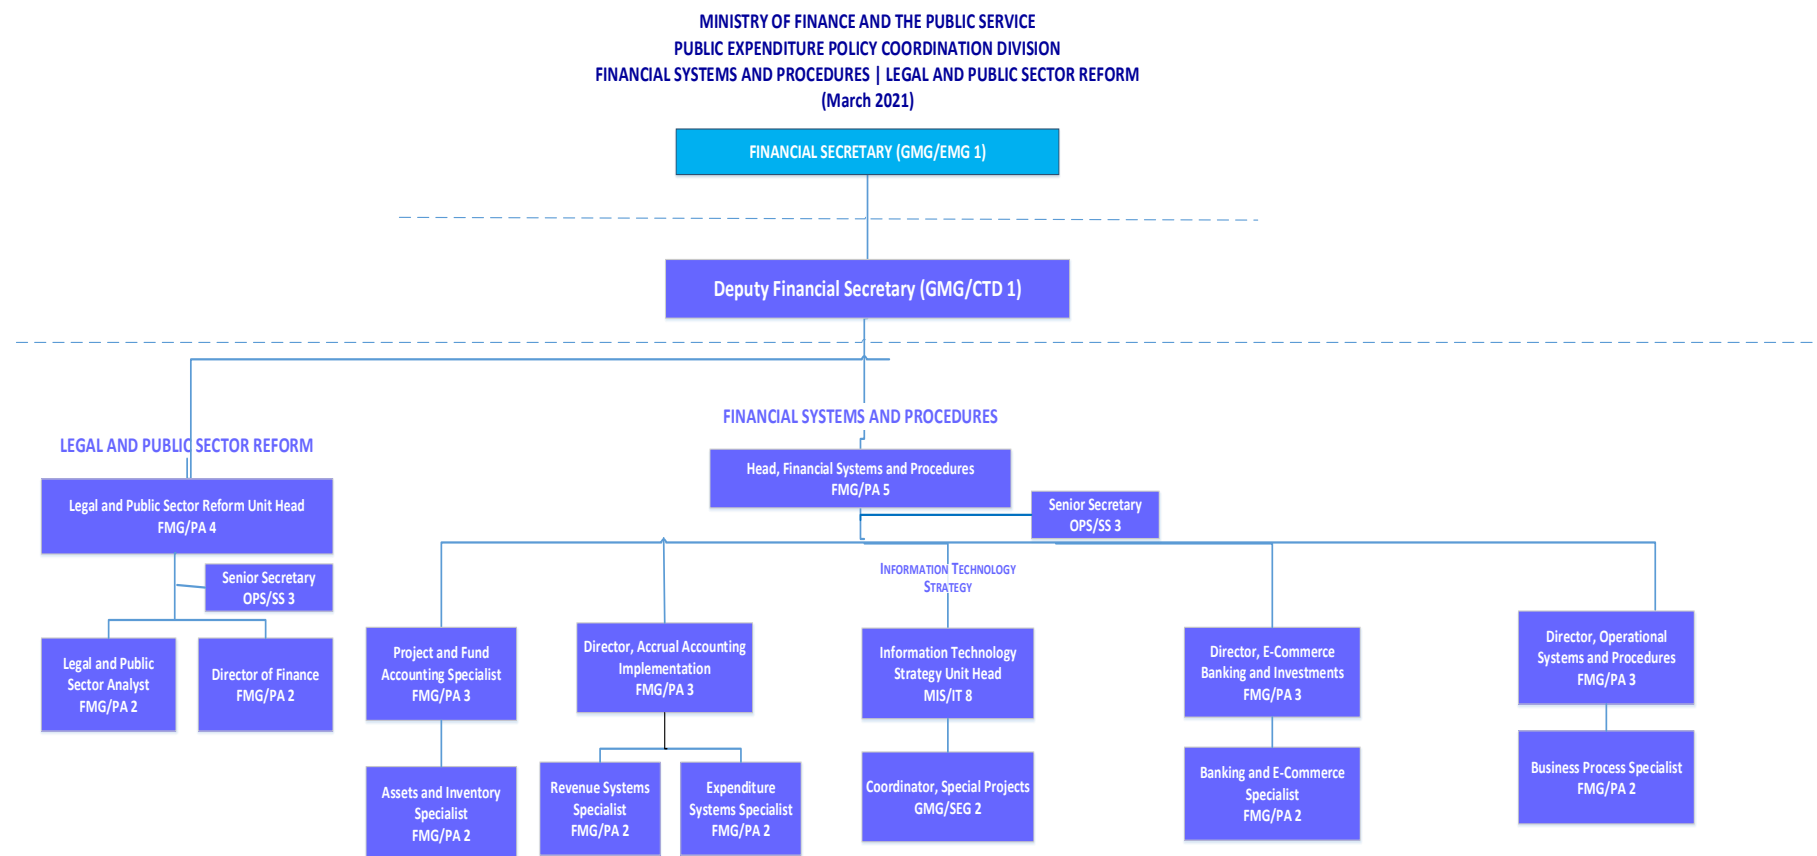 MINISTRY OF FINANCE AND THE PUBLIC SERVICE
PUBLIC EXPENDITURE POLICY COORDINATION DIVISION
FINANCIAL SYSTEMS AND PROCEDURES | LEGAL AND PUBLIC SECTOR REFORM
(March 2021)
FINANCIAL SECRETARY (GMG/EMG 1)
Deputy Financial Secretary (GMG/CTD 1)
LEGAL AND PUBLIC SECTOR REFORM
Legal and Public Sector Reform Unit Head
FMG/PA 4
Senior Secretary
OPS/SS 3
Legal and Public
Sector Analyst
FMG/PA 2
Director of Finance
FMG/PA 2
FINANCIAL SYSTEMS AND PROCEDURES
Head, Financial Systems and Procedures
FMG/PA 5
Senior Secretary
OPS/SS 3
Project and Fund
Accounting Specialist
FMG/PA 3
Assets and Inventory
Specialist
FMG/PA 2
Director, Accrual Accounting
Implementation
FMG/PA 3
Revenue Systems
Specialist
FMG/PA 2
Expenditure
Systems Specialist
FMG/PA 2
INFORMATION TECHNOLOGY
STRATEGY
Information Technology
Strategy Unit Head
MIS/IT 8
Coordinator, Special Projects
GMG/SEG 2
Director, E-Commerce
Banking and Investments
FMG/PA 3
Banking and E-Commerce
Specialist
FMG/PA 2
Director, Operational
Systems and Procedures
FMG/PA 3
Business Process Specialist
FMG/PA 2